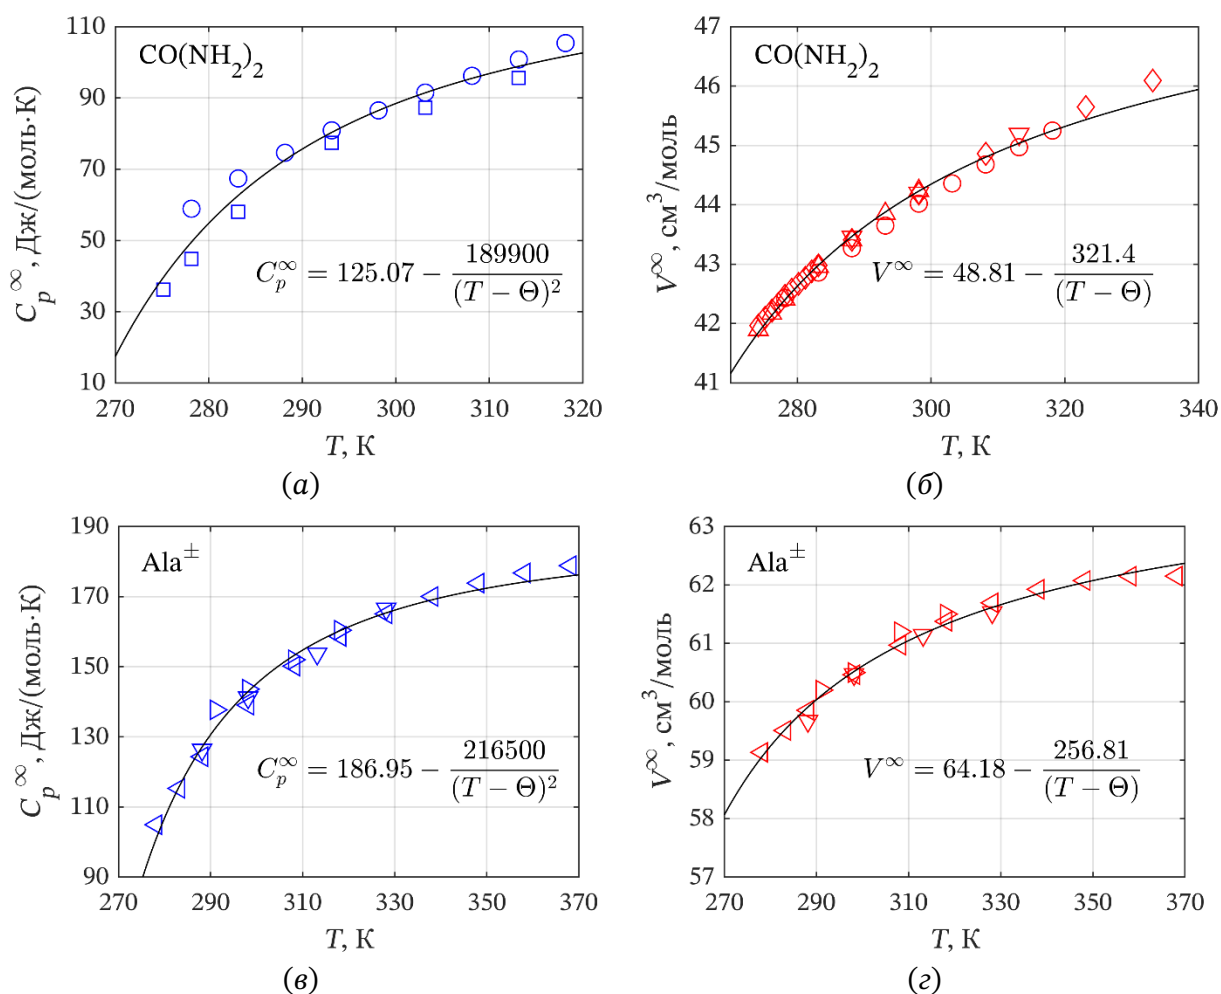 110
90
70
50
30
10
C_p^∞, Дж/(моль·К)
CO(NH₂)₂
C_p^∞ = 125.07 − 189900/(T − Θ)²
270 280 290 300 310 320
T, К
(а)
47
46
45
44
43
42
41
V^∞, см³/моль
CO(NH₂)₂
V^∞ = 48.81 − 321.4/(T − Θ)
280 300 320 340
T, К
(б)
190
170
150
130
110
90
C_p^∞, Дж/(моль·К)
Ala^±
C_p^∞ = 186.95 − 216500/(T − Θ)²
270 290 310 330 350 370
T, К
(в)
63
62
61
60
59
58
57
V^∞, см³/моль
Ala^±
V^∞ = 64.18 − 256.81/(T − Θ)
270 290 310 330 350 370
T, К
(г)